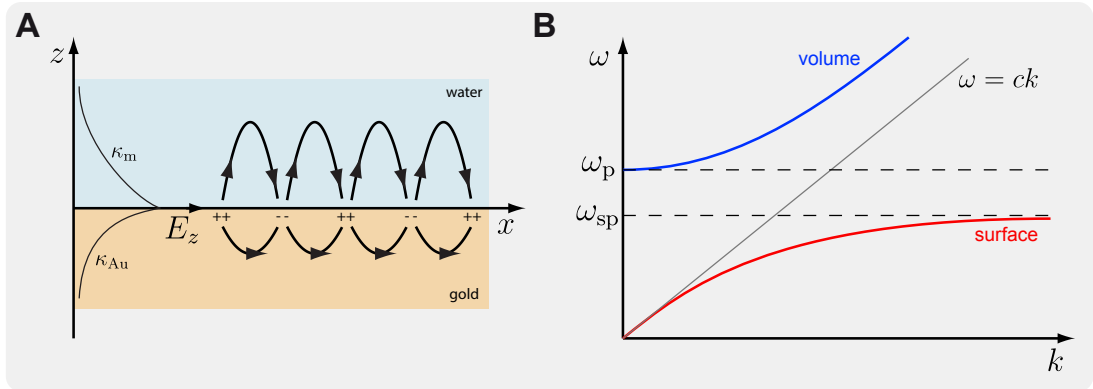 A
z
water
κm
++ -- ++ -- ++
Ez
x
κAu
gold
B
ω
volume
ω = ck
ωp
ωsp
surface
k